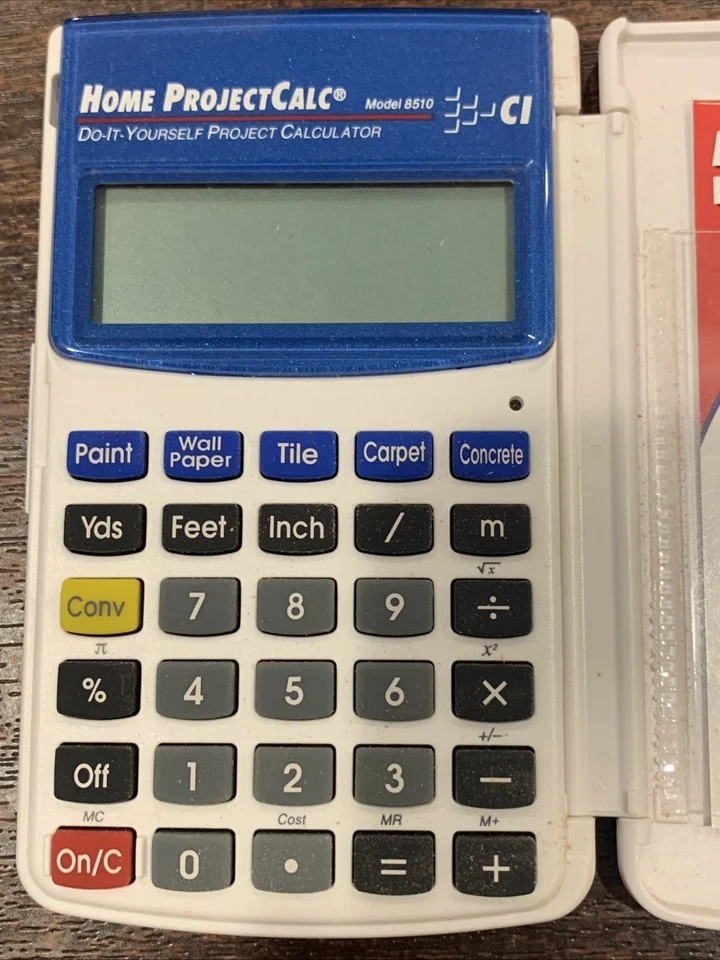 HOME PROJECTCALC® Model 8510 CI
DO-IT-YOURSELF PROJECT CALCULATOR
Paint Wall Paper Tile Carpet Concrete
Yds Feet Inch / m
√x
Conv 7 8 9 ÷
π x²
% 4 5 6 ×
+/−
Off 1 2 3 −
MC Cost MR M+
On/C 0 • = +